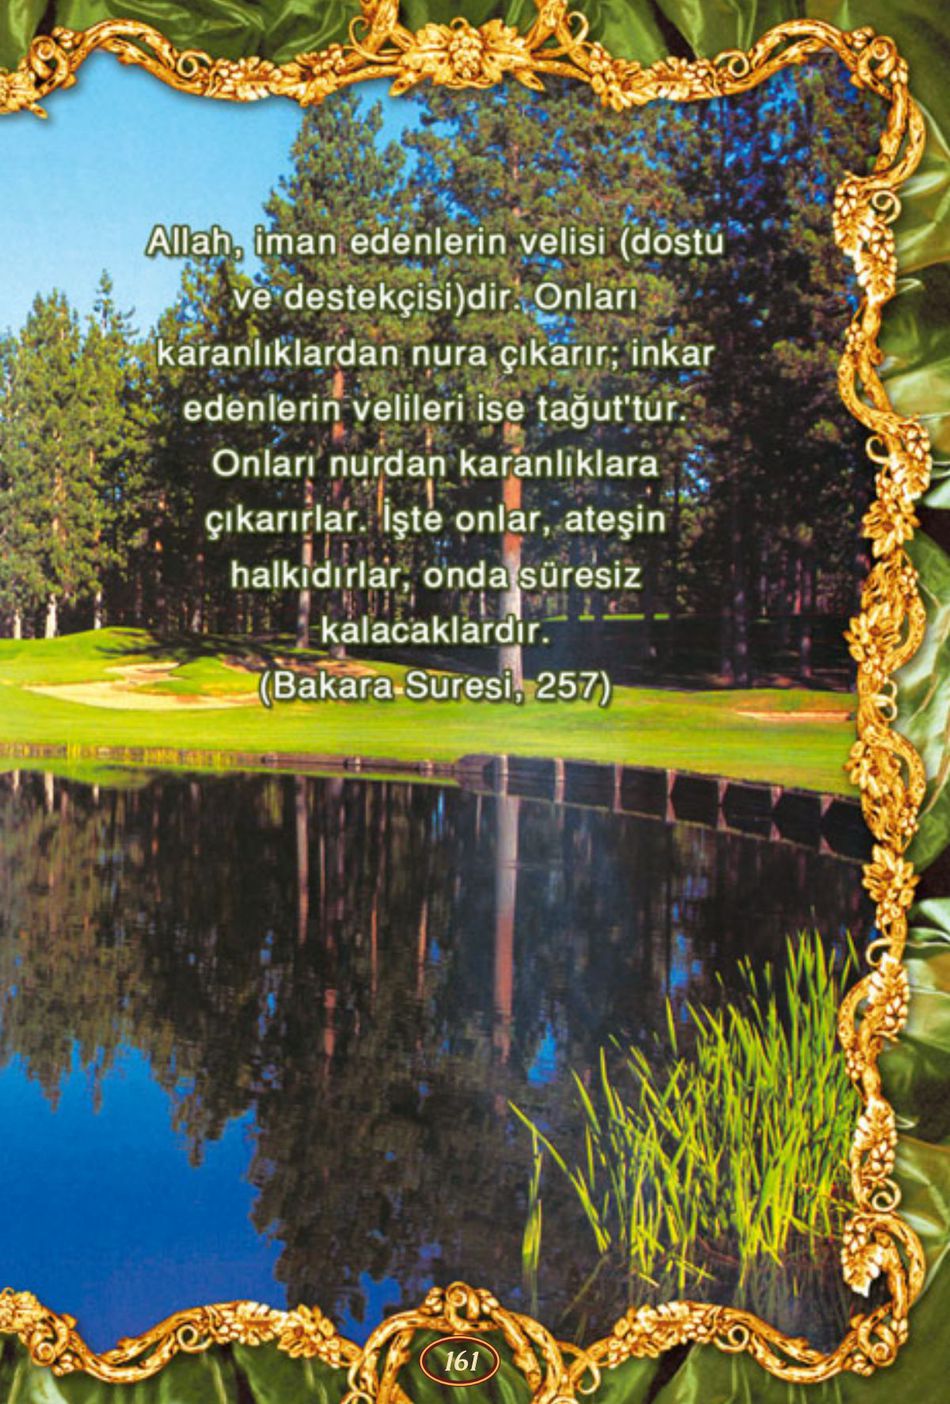 Allah, iman edenlerin velisi (dostu
ve destekçisi)dir. Onları
karanlıklardan nura çıkarır; inkar
edenlerin velileri ise tağut'tur.
Onları nurdan karanlıklara
çıkarırlar. İşte onlar, ateşin
halkıdırlar, onda süresiz
kalacaklardır.
(Bakara Suresi, 257)
161